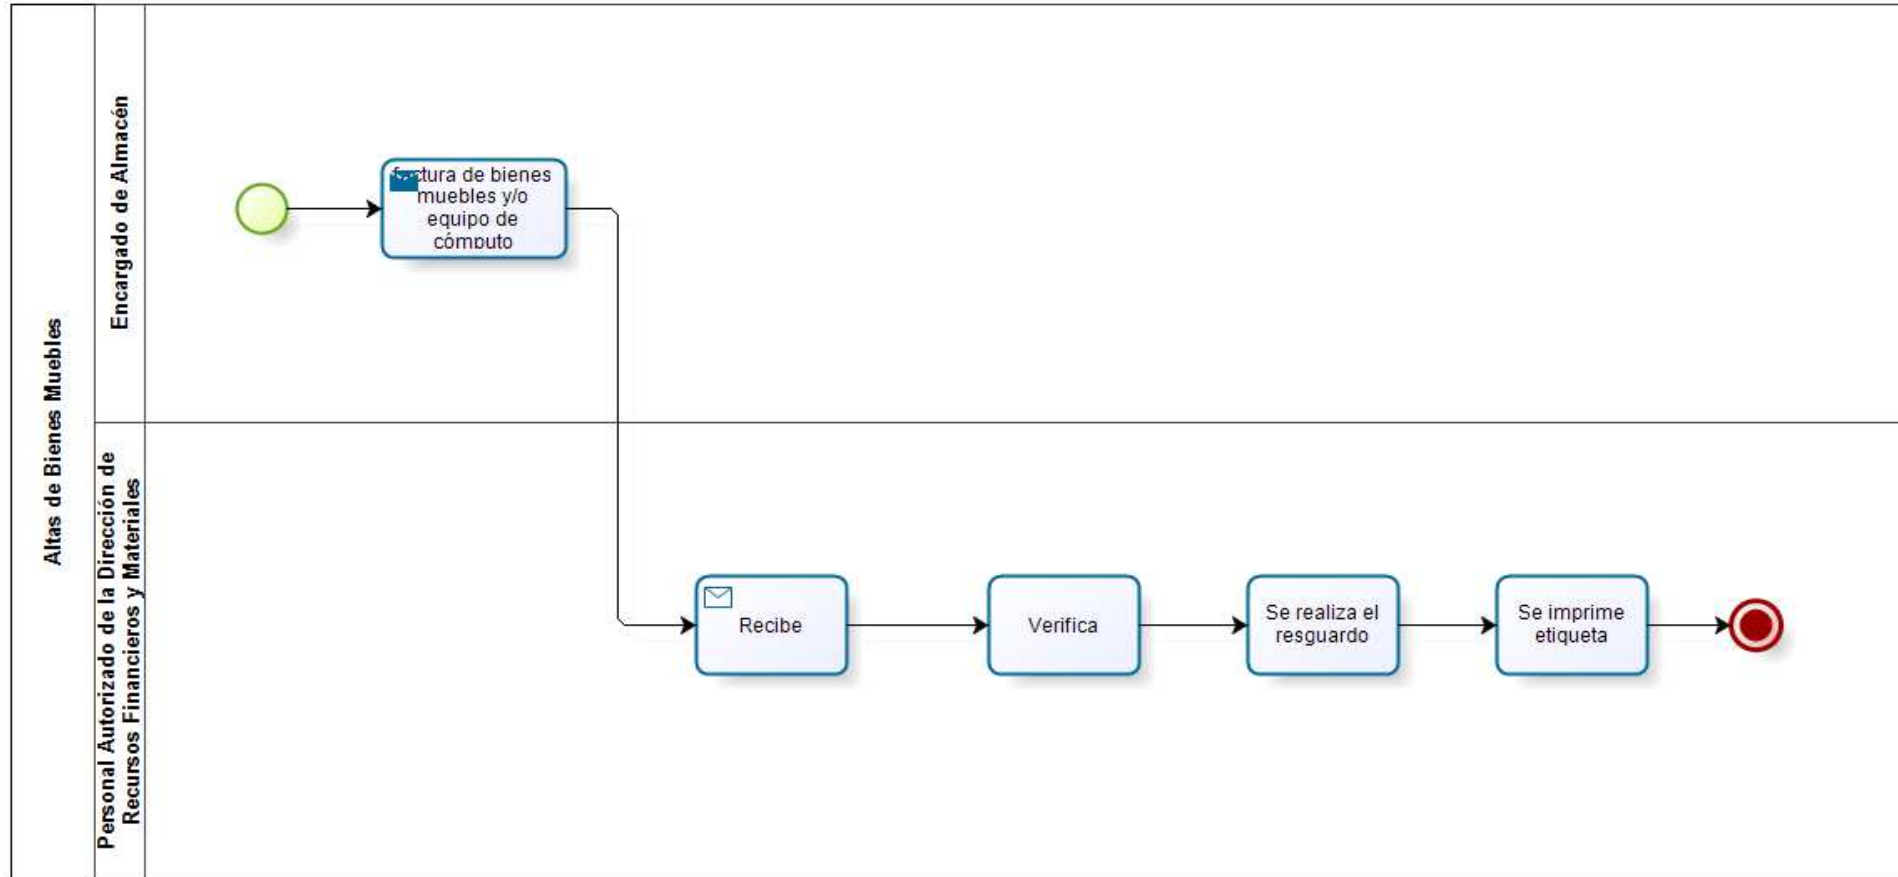 Altas de Bienes Muebles
Encargado de Almacén
factura de bienes
muebles y/o
equipo de
cómputo
Personal Autorizado de la Dirección de
Recursos Financieros y Materiales
Recibe
Verifica
Se realiza el
resguardo
Se imprime
etiqueta